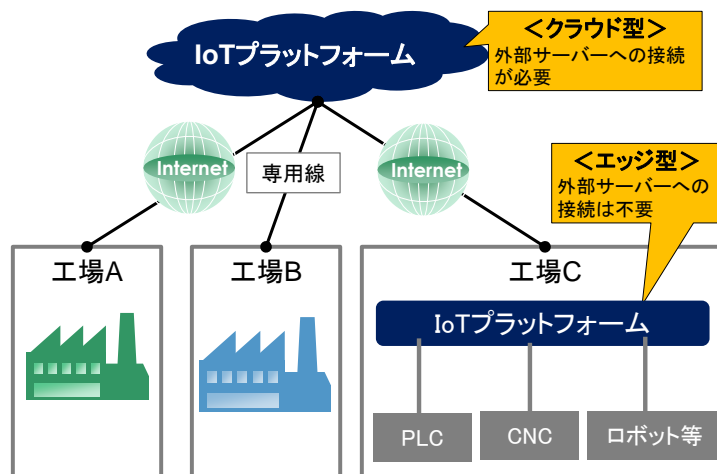 IoTプラットフォーム
＜クラウド型＞
外部サーバーへの接続
が必要
Internet
専用線
Internet
＜エッジ型＞
外部サーバーへの
接続は不要
工場A
工場B
工場C
IoTプラットフォーム
PLC
CNC
ロボット等